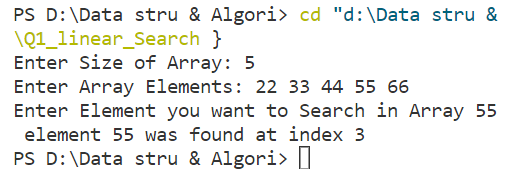 PS D:\Data stru & Algori> cd "d:\Data stru &
\Q1_linear_Search }
Enter Size of Array: 5
Enter Array Elements: 22 33 44 55 66
Enter Element you want to Search in Array 55
 element 55 was found at index 3
PS D:\Data stru & Algori>